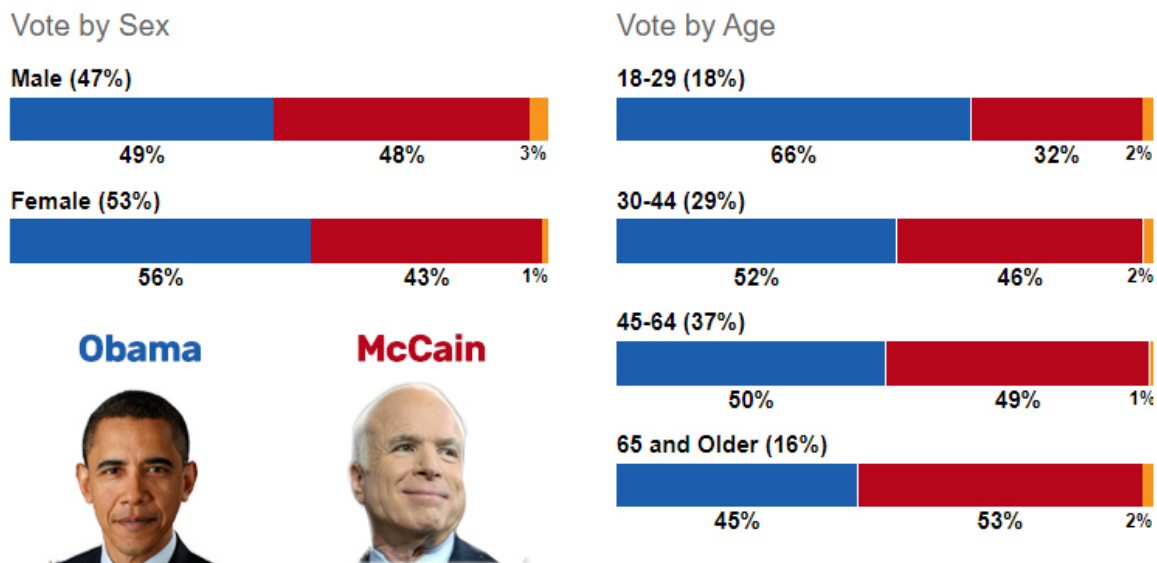 Vote by Sex
Male (47%)
49% 48% 3%
Female (53%)
56% 43% 1%
Obama McCain
Vote by Age
18-29 (18%)
66% 32% 2%
30-44 (29%)
52% 46% 2%
45-64 (37%)
50% 49% 1%
65 and Older (16%)
45% 53% 2%